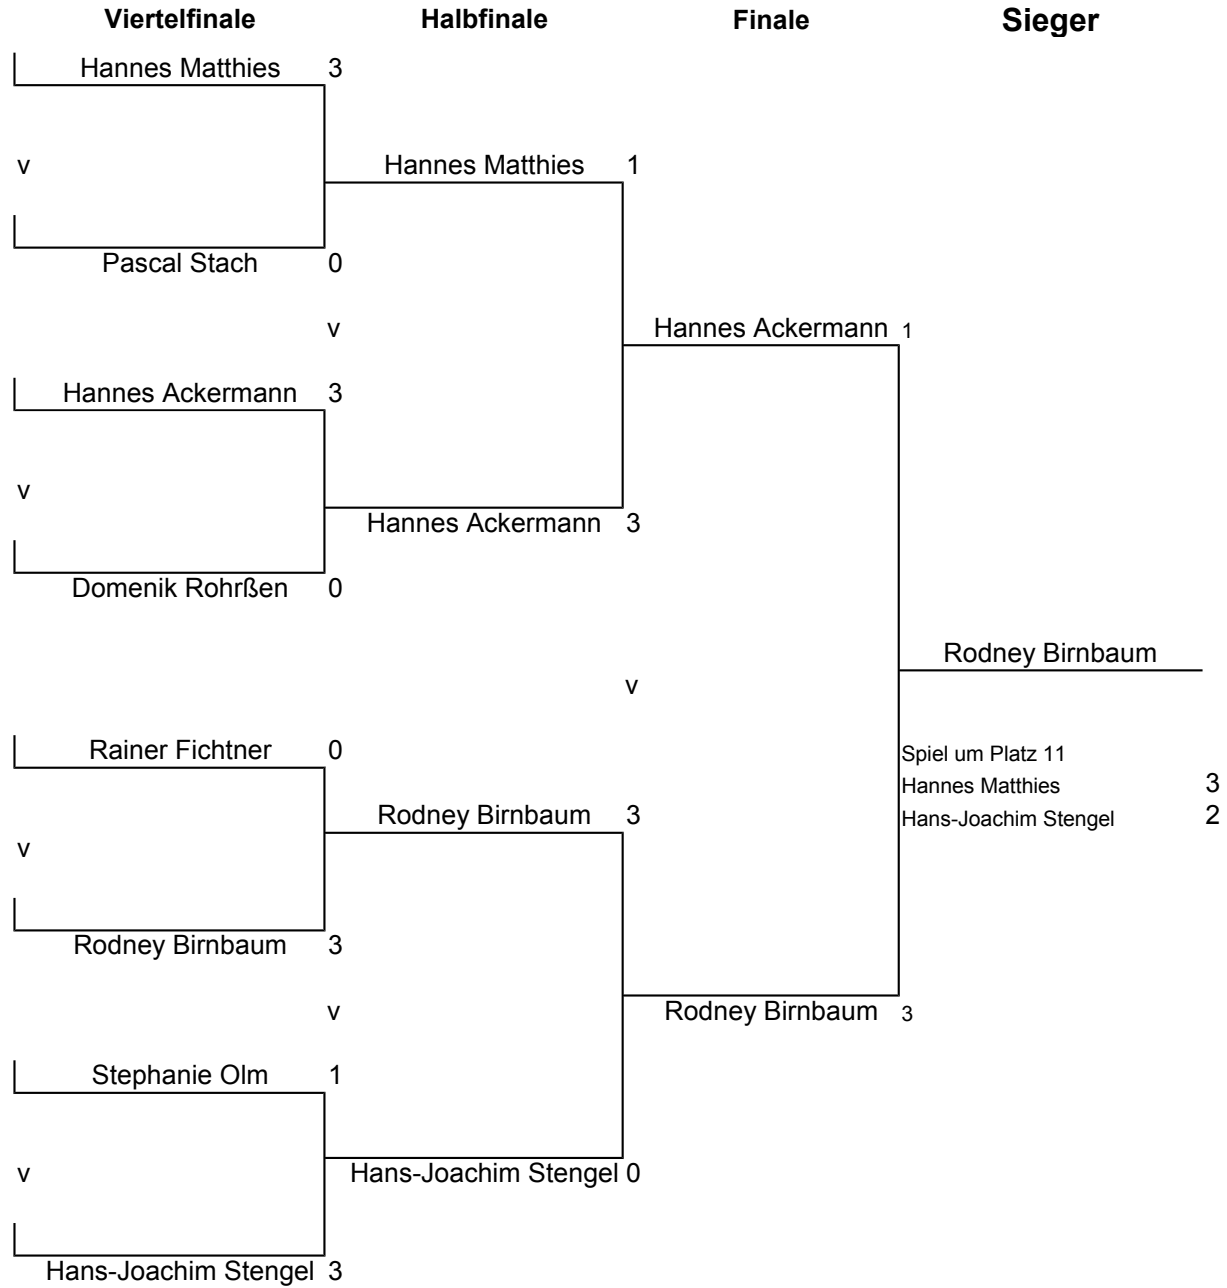 Viertelfinale Halbfinale Finale Sieger
Hannes Matthies 3
v Hannes Matthies 1
Pascal Stach 0
v Hannes Ackermann 1
Hannes Ackermann 3
v
Hannes Ackermann 3
Domenik Rohrßen 0
Rodney Birnbaum
v
Rainer Fichtner 0 Spiel um Platz 11
Hannes Matthies 3
Rodney Birnbaum 3 Hans-Joachim Stengel 2
v
Rodney Birnbaum 3
v Rodney Birnbaum 3
Stephanie Olm 1
v Hans-Joachim Stengel 0
Hans-Joachim Stengel 3